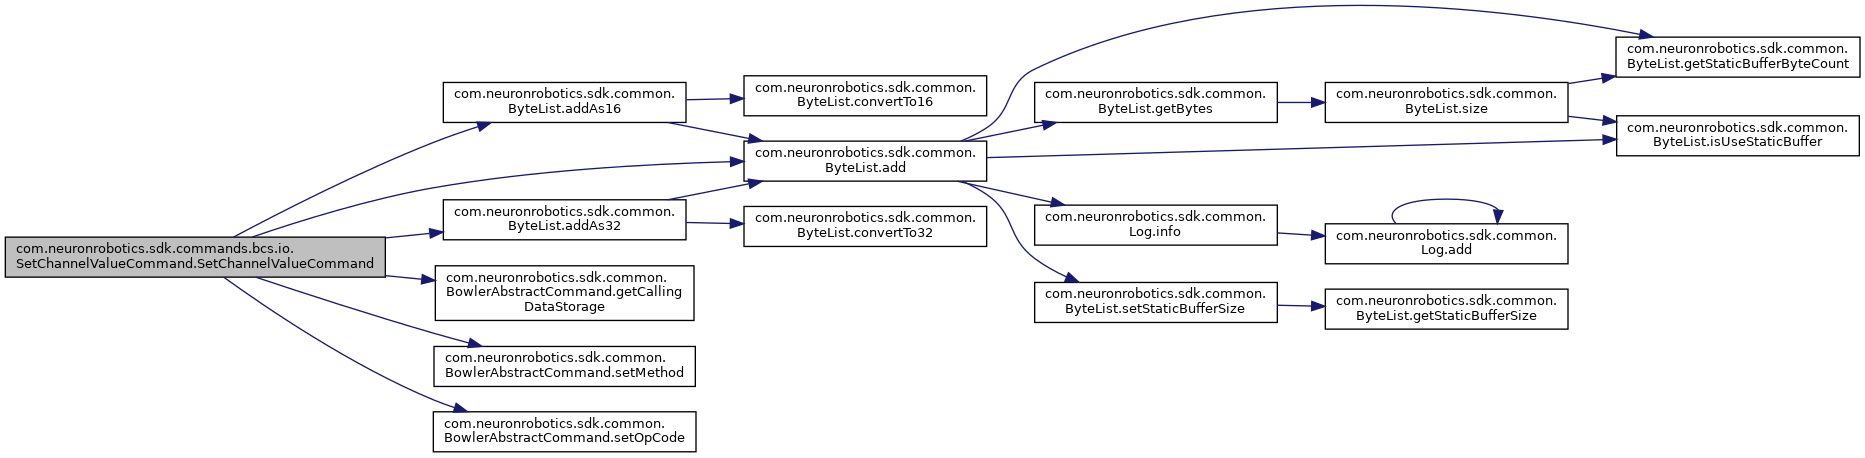 com.neuronrobotics.sdk.commands.bcs.io.
SetChannelValueCommand.SetChannelValueCommand
com.neuronrobotics.sdk.common.
ByteList.addAs16
com.neuronrobotics.sdk.common.
ByteList.addAs32
com.neuronrobotics.sdk.common.
BowlerAbstractCommand.getCalling
DataStorage
com.neuronrobotics.sdk.common.
BowlerAbstractCommand.setMethod
com.neuronrobotics.sdk.common.
BowlerAbstractCommand.setOpCode
com.neuronrobotics.sdk.common.
ByteList.convertTo16
com.neuronrobotics.sdk.common.
ByteList.add
com.neuronrobotics.sdk.common.
ByteList.convertTo32
com.neuronrobotics.sdk.common.
ByteList.getBytes
com.neuronrobotics.sdk.common.
Log.info
com.neuronrobotics.sdk.common.
ByteList.setStaticBufferSize
com.neuronrobotics.sdk.common.
ByteList.size
com.neuronrobotics.sdk.common.
Log.add
com.neuronrobotics.sdk.common.
ByteList.getStaticBufferSize
com.neuronrobotics.sdk.common.
ByteList.getStaticBufferByteCount
com.neuronrobotics.sdk.common.
ByteList.isUseStaticBuffer